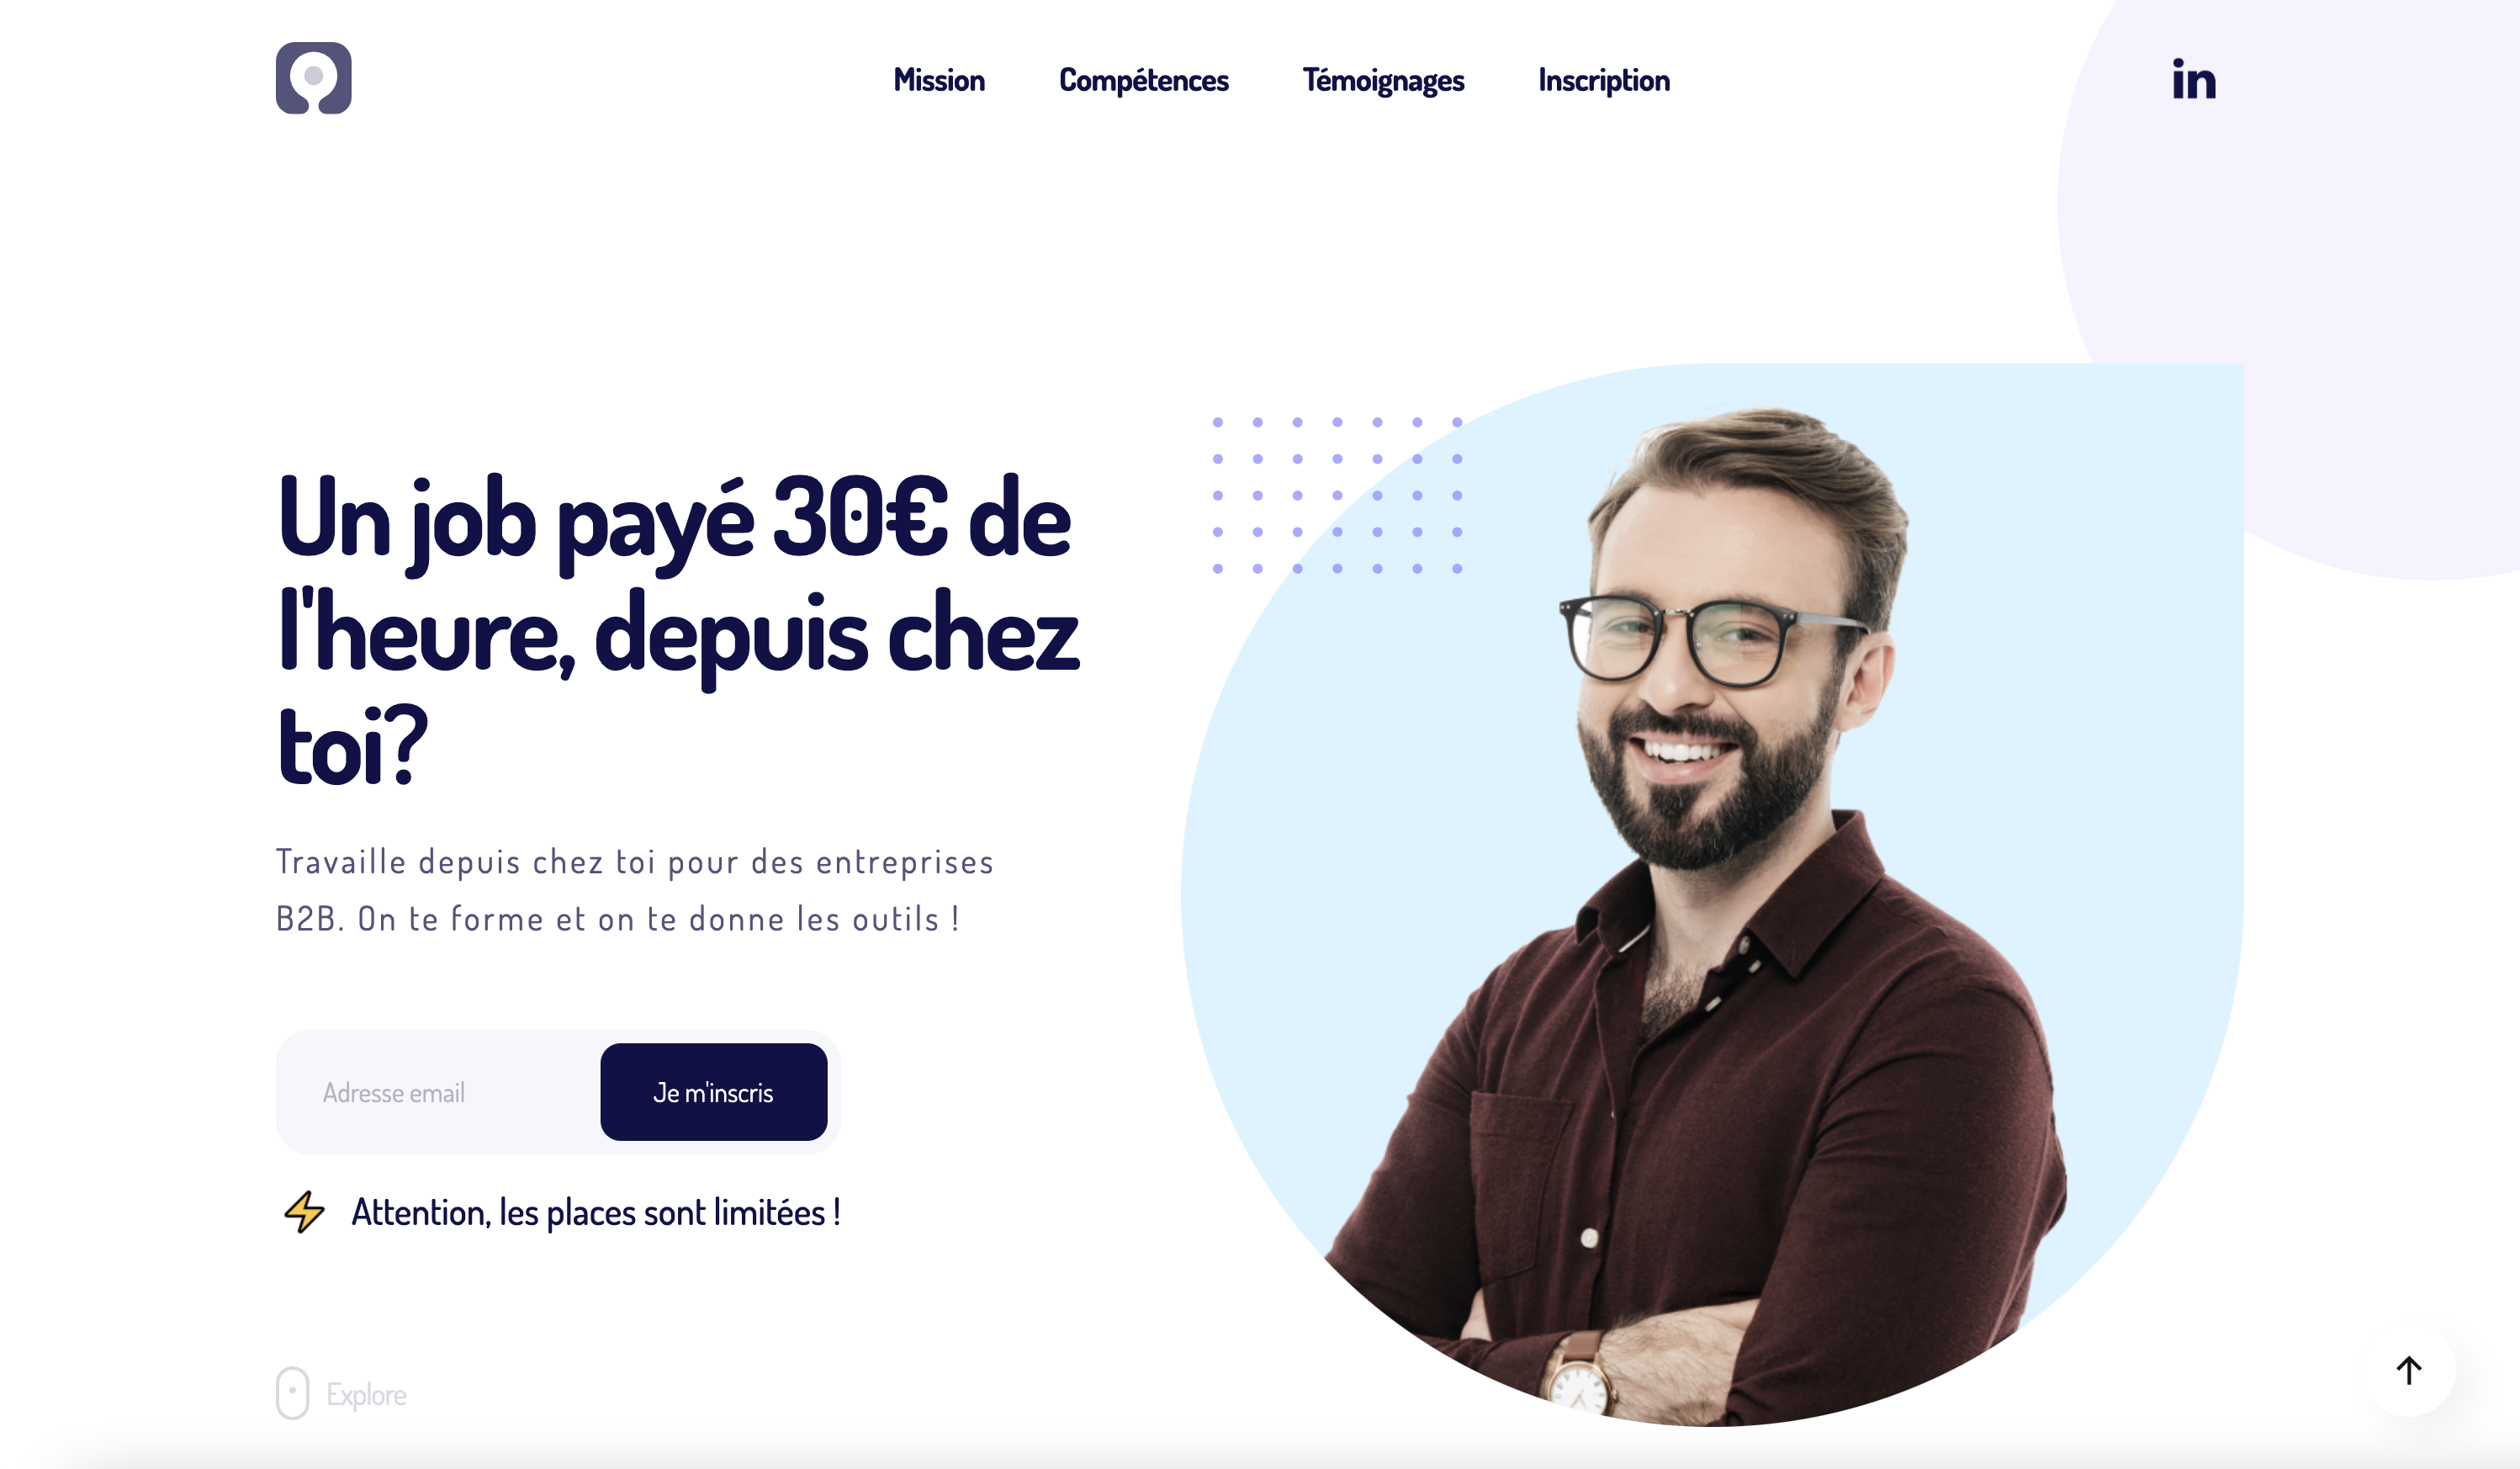 Mission
Compétences
Témoignages
Inscription
in
Un job payé 30€ de
l'heure, depuis chez
toi?
Travaille depuis chez toi pour des entreprises
B2B. On te forme et on te donne les outils !
Adresse email
Je m'inscris
Attention, les places sont limitées !
Explore